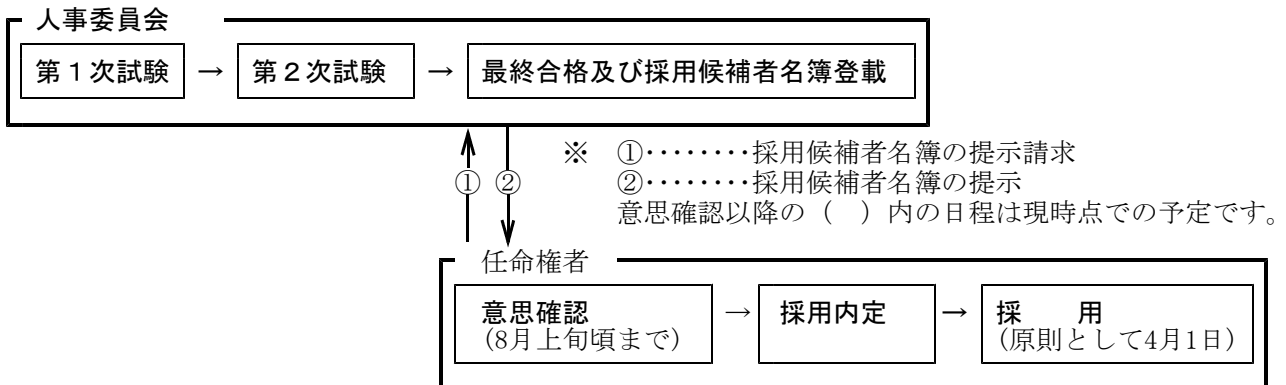 人事委員会
第1次試験 → 第2次試験 → 最終合格及び採用候補者名簿登載
① ②
※ ①‥‥‥‥採用候補者名簿の提示請求
②‥‥‥‥採用候補者名簿の提示
意思確認以降の（　）内の日程は現時点での予定です。
任命権者
意思確認 → 採用内定 → 採　用
(8月上旬頃まで) (原則として4月1日)